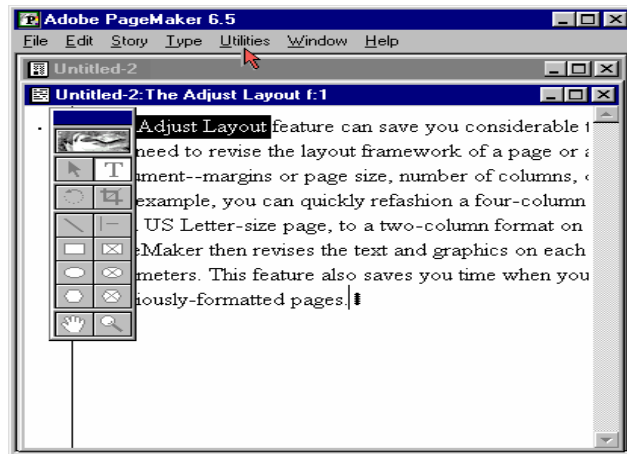 Adobe PageMaker 6.5
File Edit Story Type Utilities Window Help
Untitled-2
Untitled-2:The Adjust Layout f:1
Adjust Layout feature can save you considerable
need to revise the layout framework of a page or
ument--margins or page size, number of columns,
example, you can quickly refashion a four-column
US Letter-size page, to a two-column format on
eMaker then revises the text and graphics on each
meters. This feature also saves you time when you
iously-formatted pages.
T